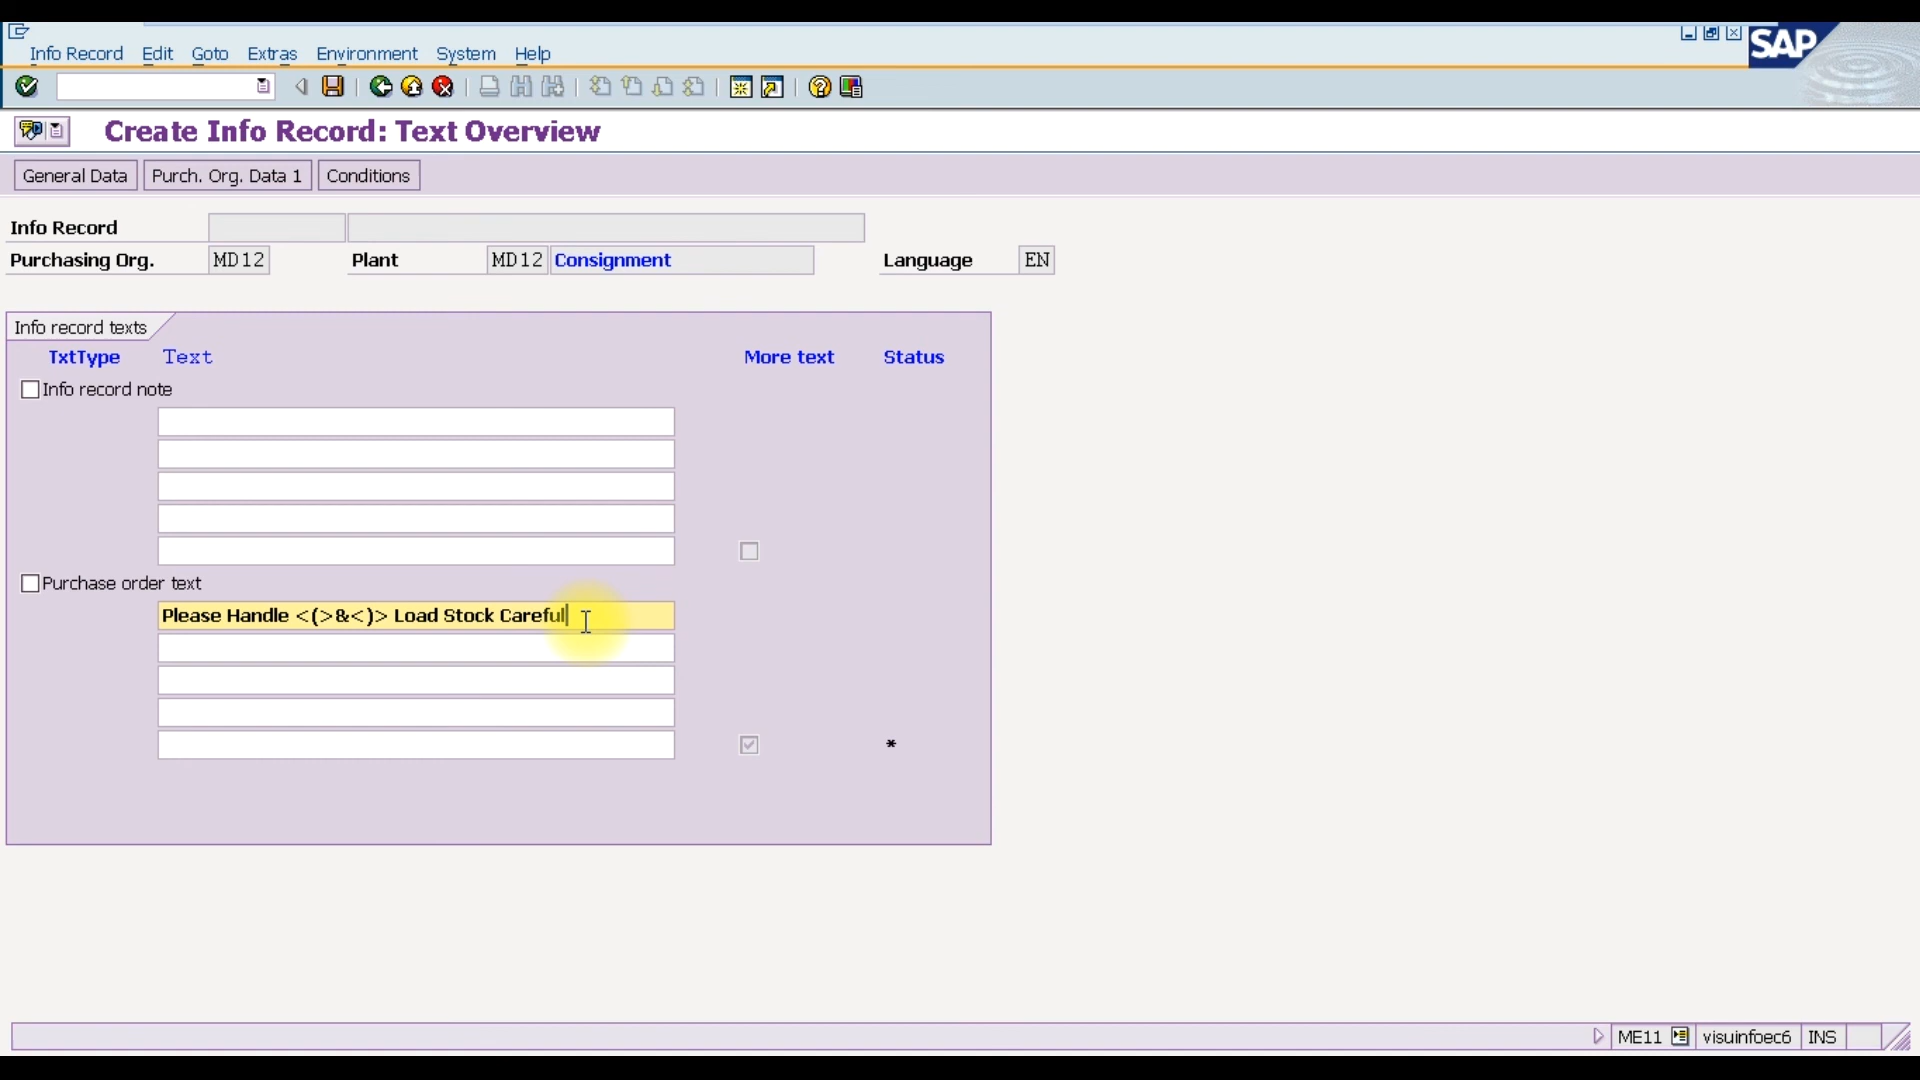 Info Record Edit Goto Extras Environment System Help
SAP
Create Info Record: Text Overview
General Data Purch. Org. Data 1 Conditions
Info Record
Purchasing Org. MD12 Plant MD12 Consignment Language EN
Info record texts
TxtType Text More text Status
Info record note
Purchase order text
Please Handle <(>&<)> Load Stock Careful
*
ME11 visuinfoec6 INS